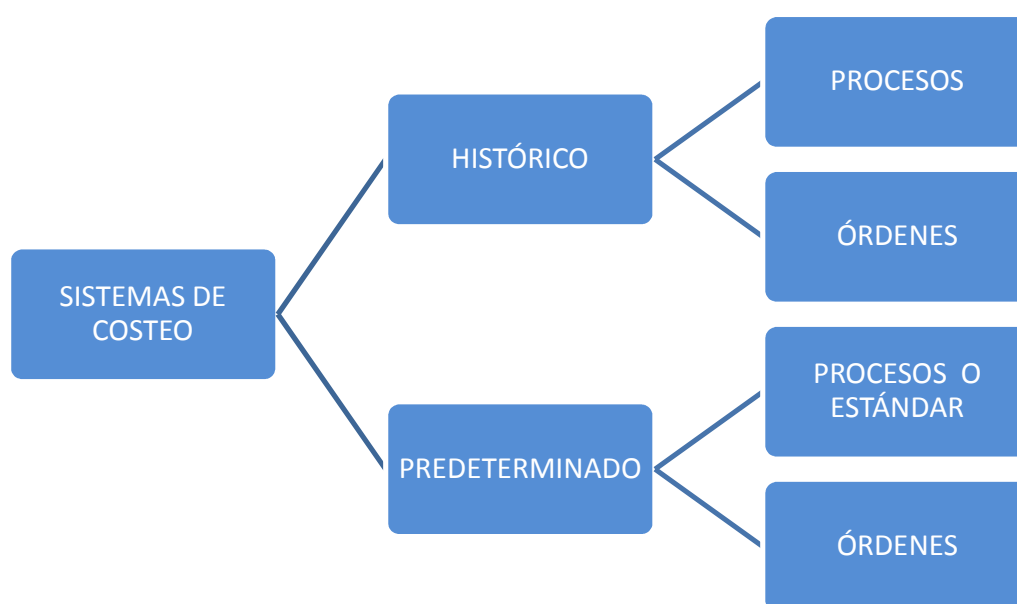 SISTEMAS DE
COSTEO
HISTÓRICO
PROCESOS
ÓRDENES
PREDETERMINADO
PROCESOS O
ESTÁNDAR
ÓRDENES